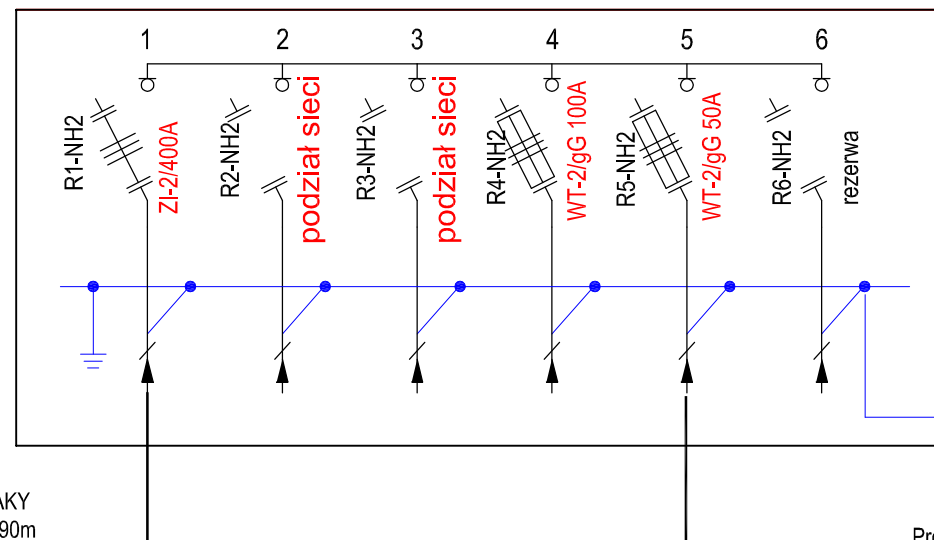 1 2 3 4 5 6
R1-NH2
ZI-2/400A
R2-NH2
podział sieci
R3-NH2
podział sieci
R4-NH2
WT-2/gG 100A
R5-NH2
WT-2/gG 50A
R6-NH2
rezerwa
AKY
90m